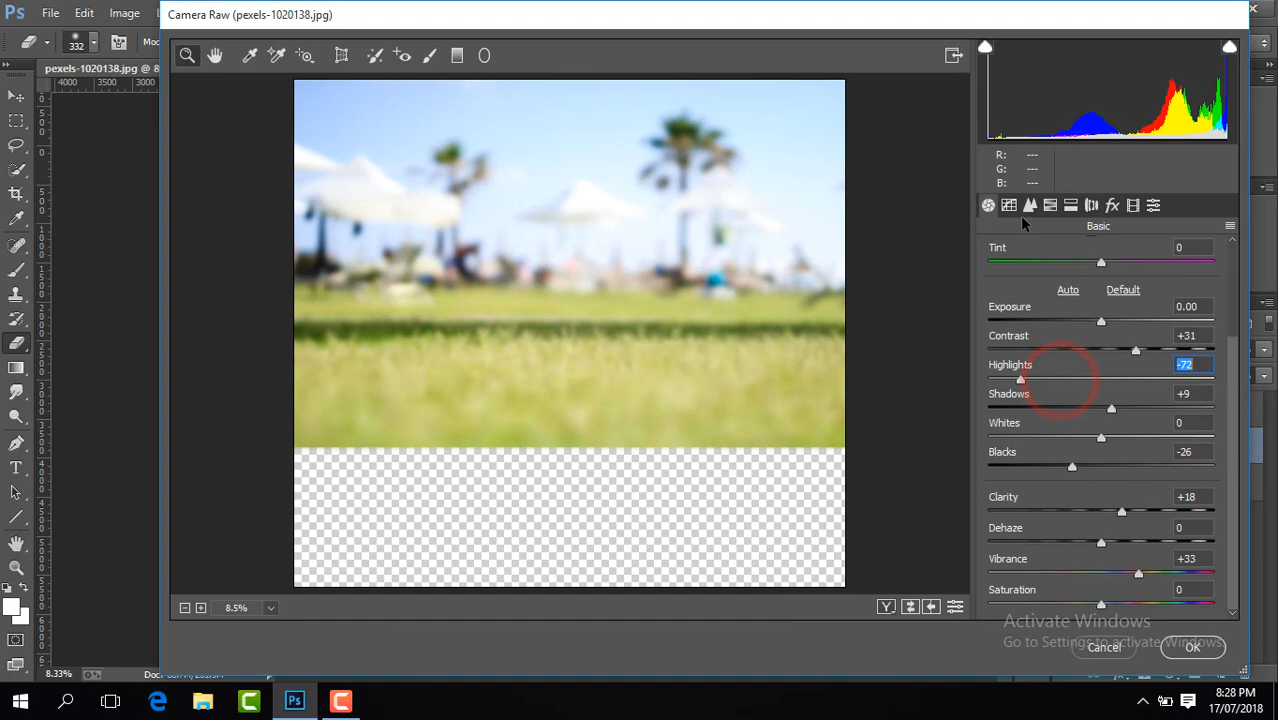 Ps File Edit Image
Camera Raw (pexels-1020138.jpg)
332
pexels-1020138.jpg @ 8
4000 3500 3000
R: ---
G: ---
B: ---
Basic
Tint 0
Auto Default
Exposure 0.00
Contrast +31
Highlights -72
Shadows +9
Whites 0
Blacks -26
Clarity +18
Dehaze 0
Vibrance +33
Saturation 0
8.5%
Y
Activate Windows
Go to Settings to activate Windows.
Cancel OK
8.33%
8:28 PM
17/07/2018